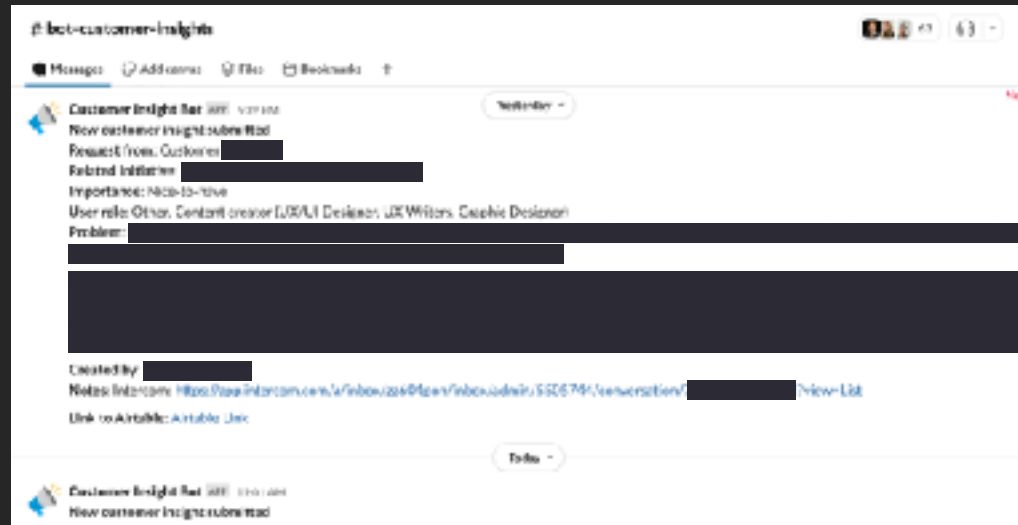 # bot-customer-insights
Messages Add canvas Files Bookmarks +
Yesterday
Customer Insight Bot APP
New customer insight submitted
Request from: Customer
Related Initiative:
Importance: Nice-to-have
User role: Other, Content creator (UX/UI Designer, UX Writers, Graphic Designer)
Problem:
Created by:
Notes: Intercom: ?view=List
Link to Airtable: Airtable Link
Today
Customer Insight Bot APP
New customer insight submitted